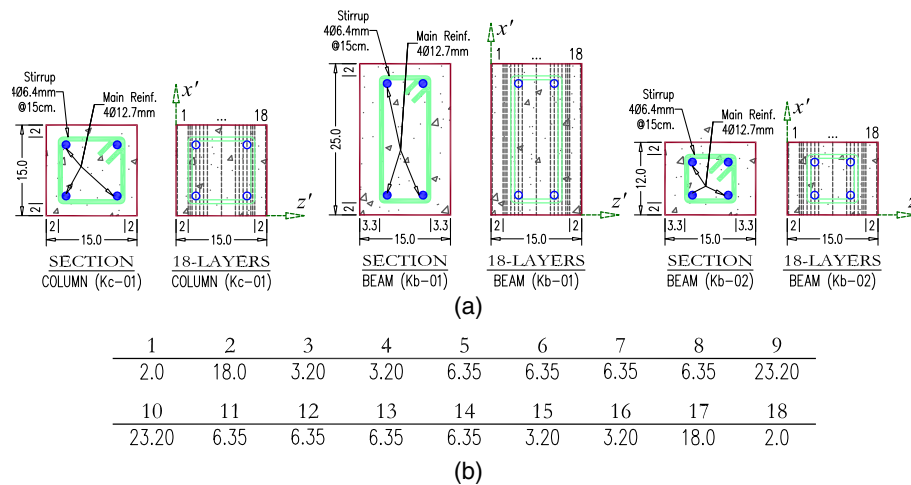 Stirrup
4Ø6.4mm
@15cm.
Main Reinf.
4Ø12.7mm
x'
1 ... 18
2
15.0
2
2
2
15.0
z'
SECTION
COLUMN (Kc-01)
18-LAYERS
COLUMN (Kc-01)
Stirrup
4Ø6.4mm
@15cm.
Main Reinf.
4Ø12.7mm
x'
1 ... 18
2
25.0
2
3.3
3.3
15.0
15.0
z'
SECTION
BEAM (Kb-01)
18-LAYERS
BEAM (Kb-01)
Stirrup
4Ø6.4mm
@15cm.
Main Reinf.
4Ø12.7mm
x'
1 ... 18
2
12.0
2
3.3
3.3
15.0
2
2
15.0
SECTION
BEAM (Kb-02)
18-LAYERS
BEAM (Kb-02)
(a)
1 2 3 4 5 6 7 8 9
2.0 18.0 3.20 3.20 6.35 6.35 6.35 6.35 23.20
10 11 12 13 14 15 16 17 18
23.20 6.35 6.35 6.35 6.35 3.20 3.20 18.0 2.0
(b)